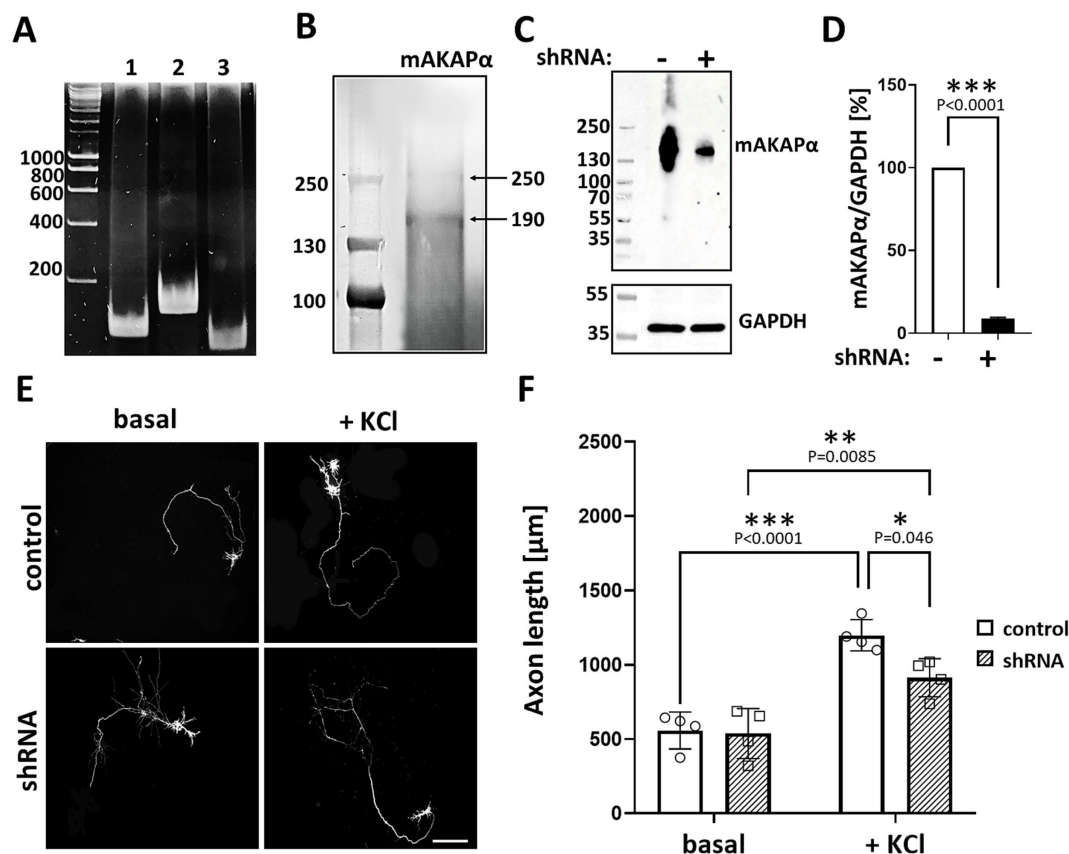 A
1 2 3
1000
800
600
400
200
B
mAKAPα
250
130
100
250
190
C
shRNA: - +
250
130
100
70
55
35
mAKAPα
55
35
GAPDH
D
mAKAPα/GAPDH [%]
150
100
50
0
***
P<0.0001
shRNA: - +
E
basal + KCl
control
shRNA
F
Axon length [µm]
2500
2000
1500
1000
500
0
**
P=0.0085
***
P<0.0001
*
P=0.046
control
shRNA
basal + KCl